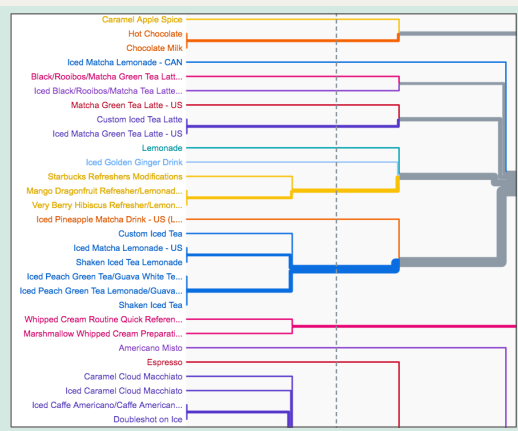 Caramel Apple Spice
Hot Chocolate
Chocolate Milk
Iced Matcha Lemonade - CAN
Black/Rooibos/Matcha Green Tea Latt...
Iced Black/Rooibos/Matcha Tea Latte...
Matcha Green Tea Latte - US
Custom Iced Tea Latte
Iced Matcha Green Tea Latte - US
Lemonade
Iced Golden Ginger Drink
Starbucks Refreshers Modifications
Mango Dragonfruit Refresher/Lemonad...
Very Berry Hibiscus Refresher/Lemon...
Iced Pineapple Matcha Drink - US (L...
Custom Iced Tea
Iced Matcha Lemonade - US
Shaken Iced Tea Lemonade
Iced Peach Green Tea/Guava White Te...
Iced Peach Green Tea Lemonade/Guava...
Shaken Iced Tea
Whipped Cream Routine Quick Referen...
Marshmallow Whipped Cream Preparati...
Americano Misto
Espresso
Caramel Cloud Macchiato
Iced Caramel Cloud Macchiato
Iced Caffe Americano/Caffe American...
Doubleshot on Ice